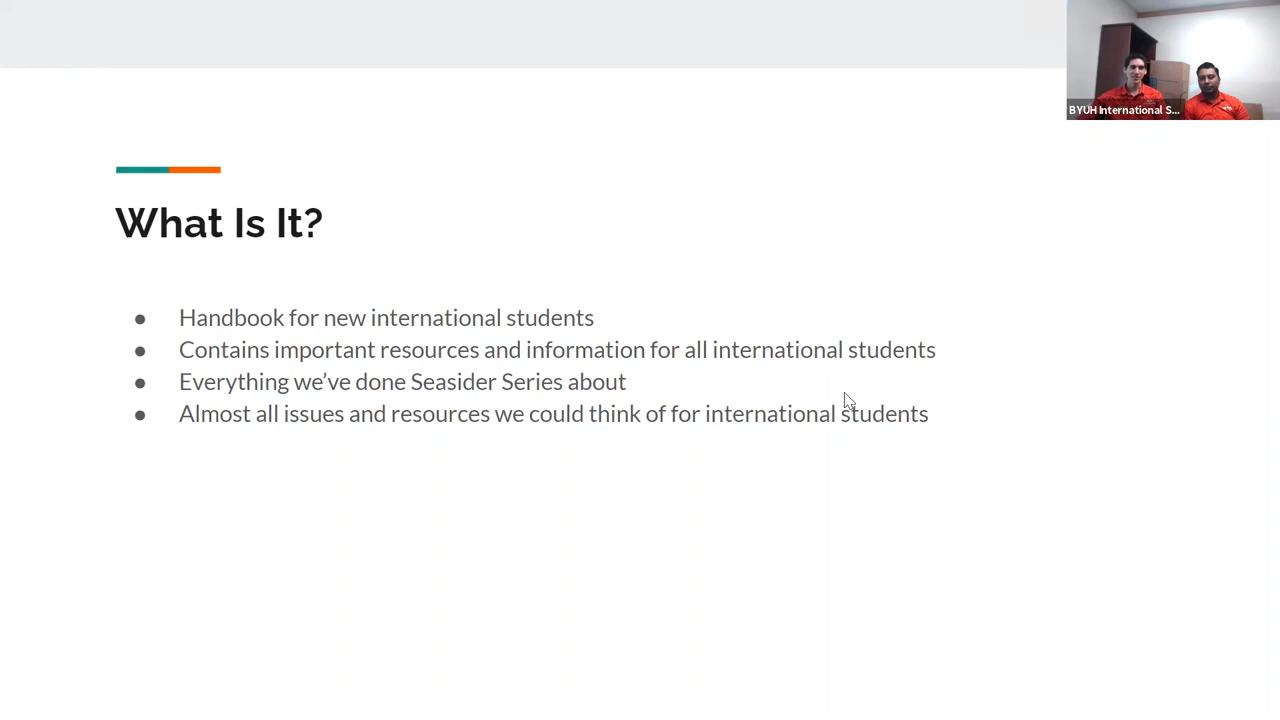 BYUH International S...
What Is It?
● Handbook for new international students
● Contains important resources and information for all international students
● Everything we’ve done Seasider Series about
● Almost all issues and resources we could think of for international students